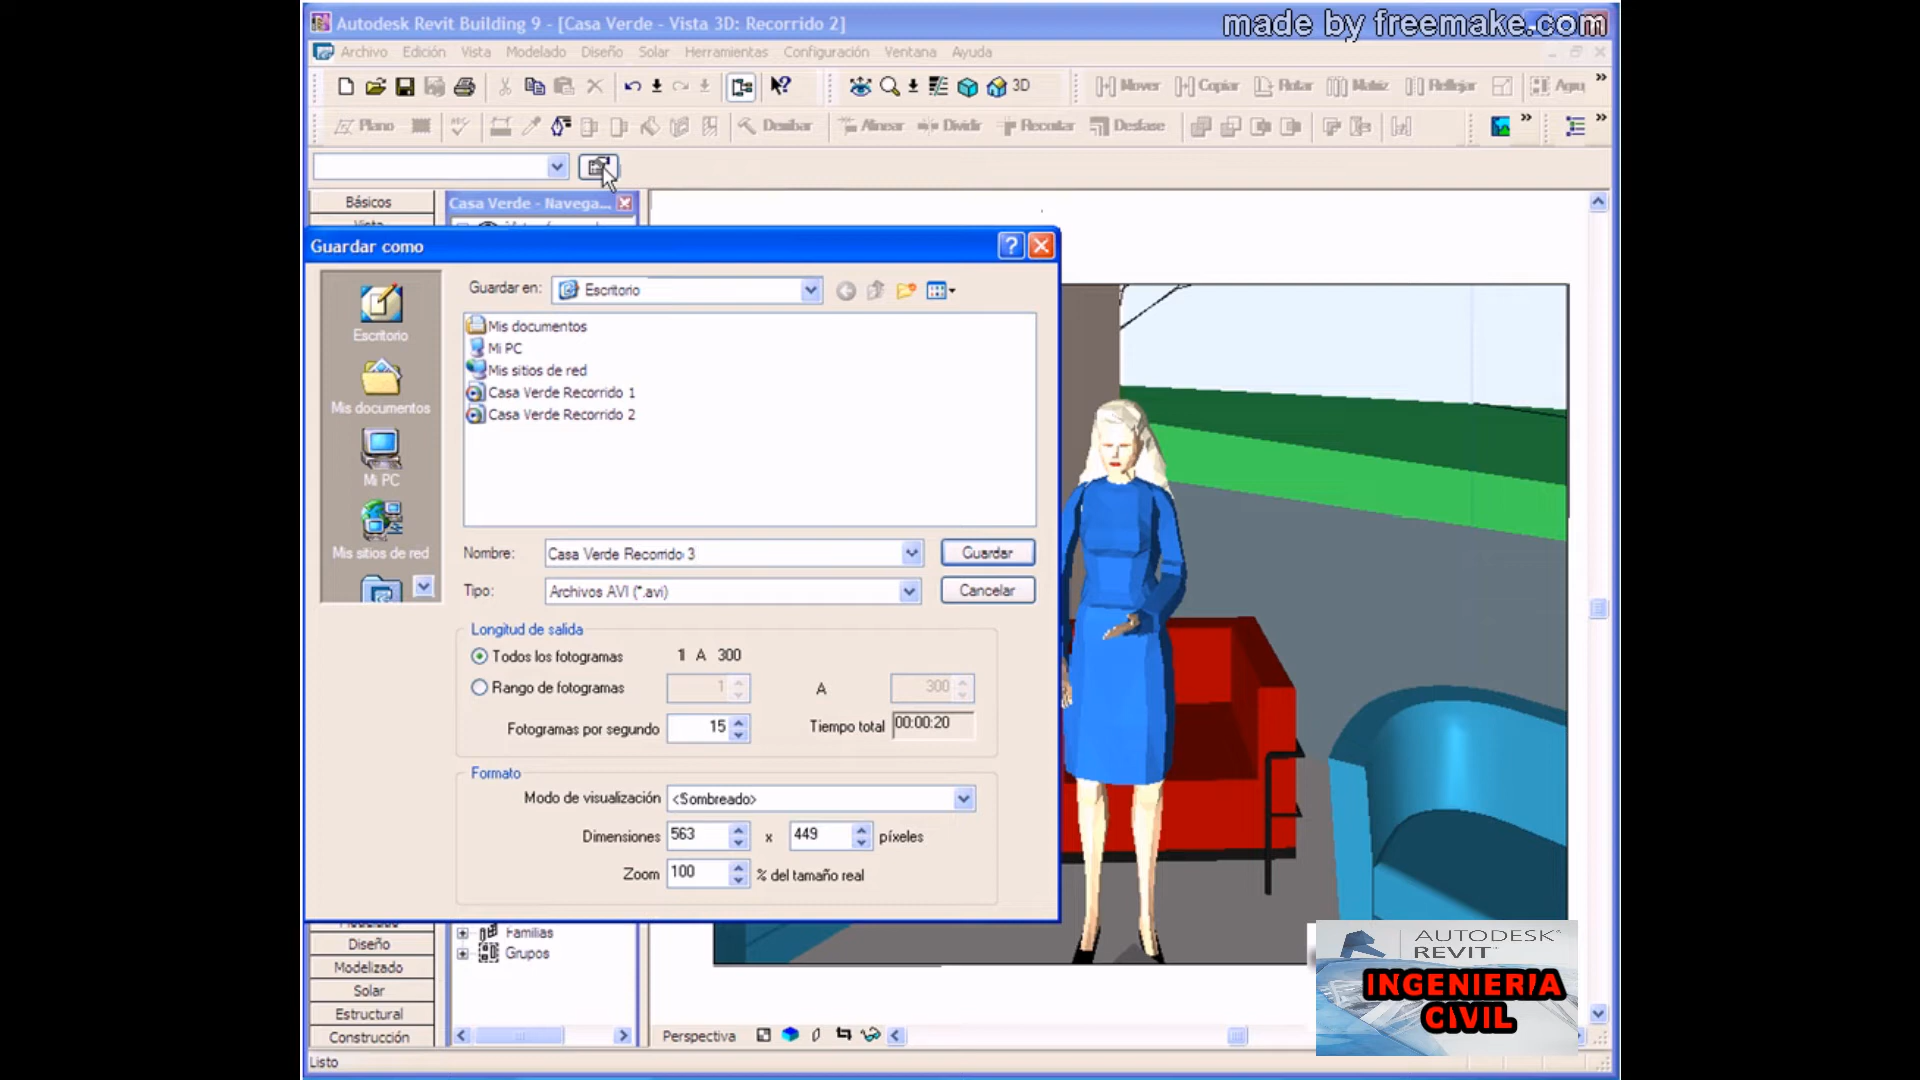 Autodesk Revit Building 9 - [Casa Verde - Vista 3D: Recorrido 2]
made by freemake.com
Archivo Edición Vista Modelado Diseño Solar Herramientas Configuración Ventana Ayuda
3D Mover Copiar Rotar Matriz Reflejar Agru
Plano Derribar Alinear Dividir Recortar Desfase
Básicos
Vista
Casa Verde - Navega...
Guardar como
Guardar en: Escritorio
Escritorio
Mis documentos
Mi PC
Mis sitios de red
Mis documentos
Mi PC
Mis sitios de red
Casa Verde Recorrido 1
Casa Verde Recorrido 2
Nombre: Casa Verde Recorrido 3 Guardar
Tipo: Archivos AVI (*.avi) Cancelar
Longitud de salida
Todos los fotogramas 1 A 300
Rango de fotogramas 1 A 300
Fotogramas por segundo 15 Tiempo total 00:00:20
Formato
Modo de visualización <Sombreado>
Dimensiones 563 x 449 píxeles
Zoom 100 % del tamaño real
Familias
Grupos
Diseño
Modelizado
Solar
Estructural
Construcción
Perspectiva
Listo
AUTODESK
REVIT
INGENIERIA
CIVIL